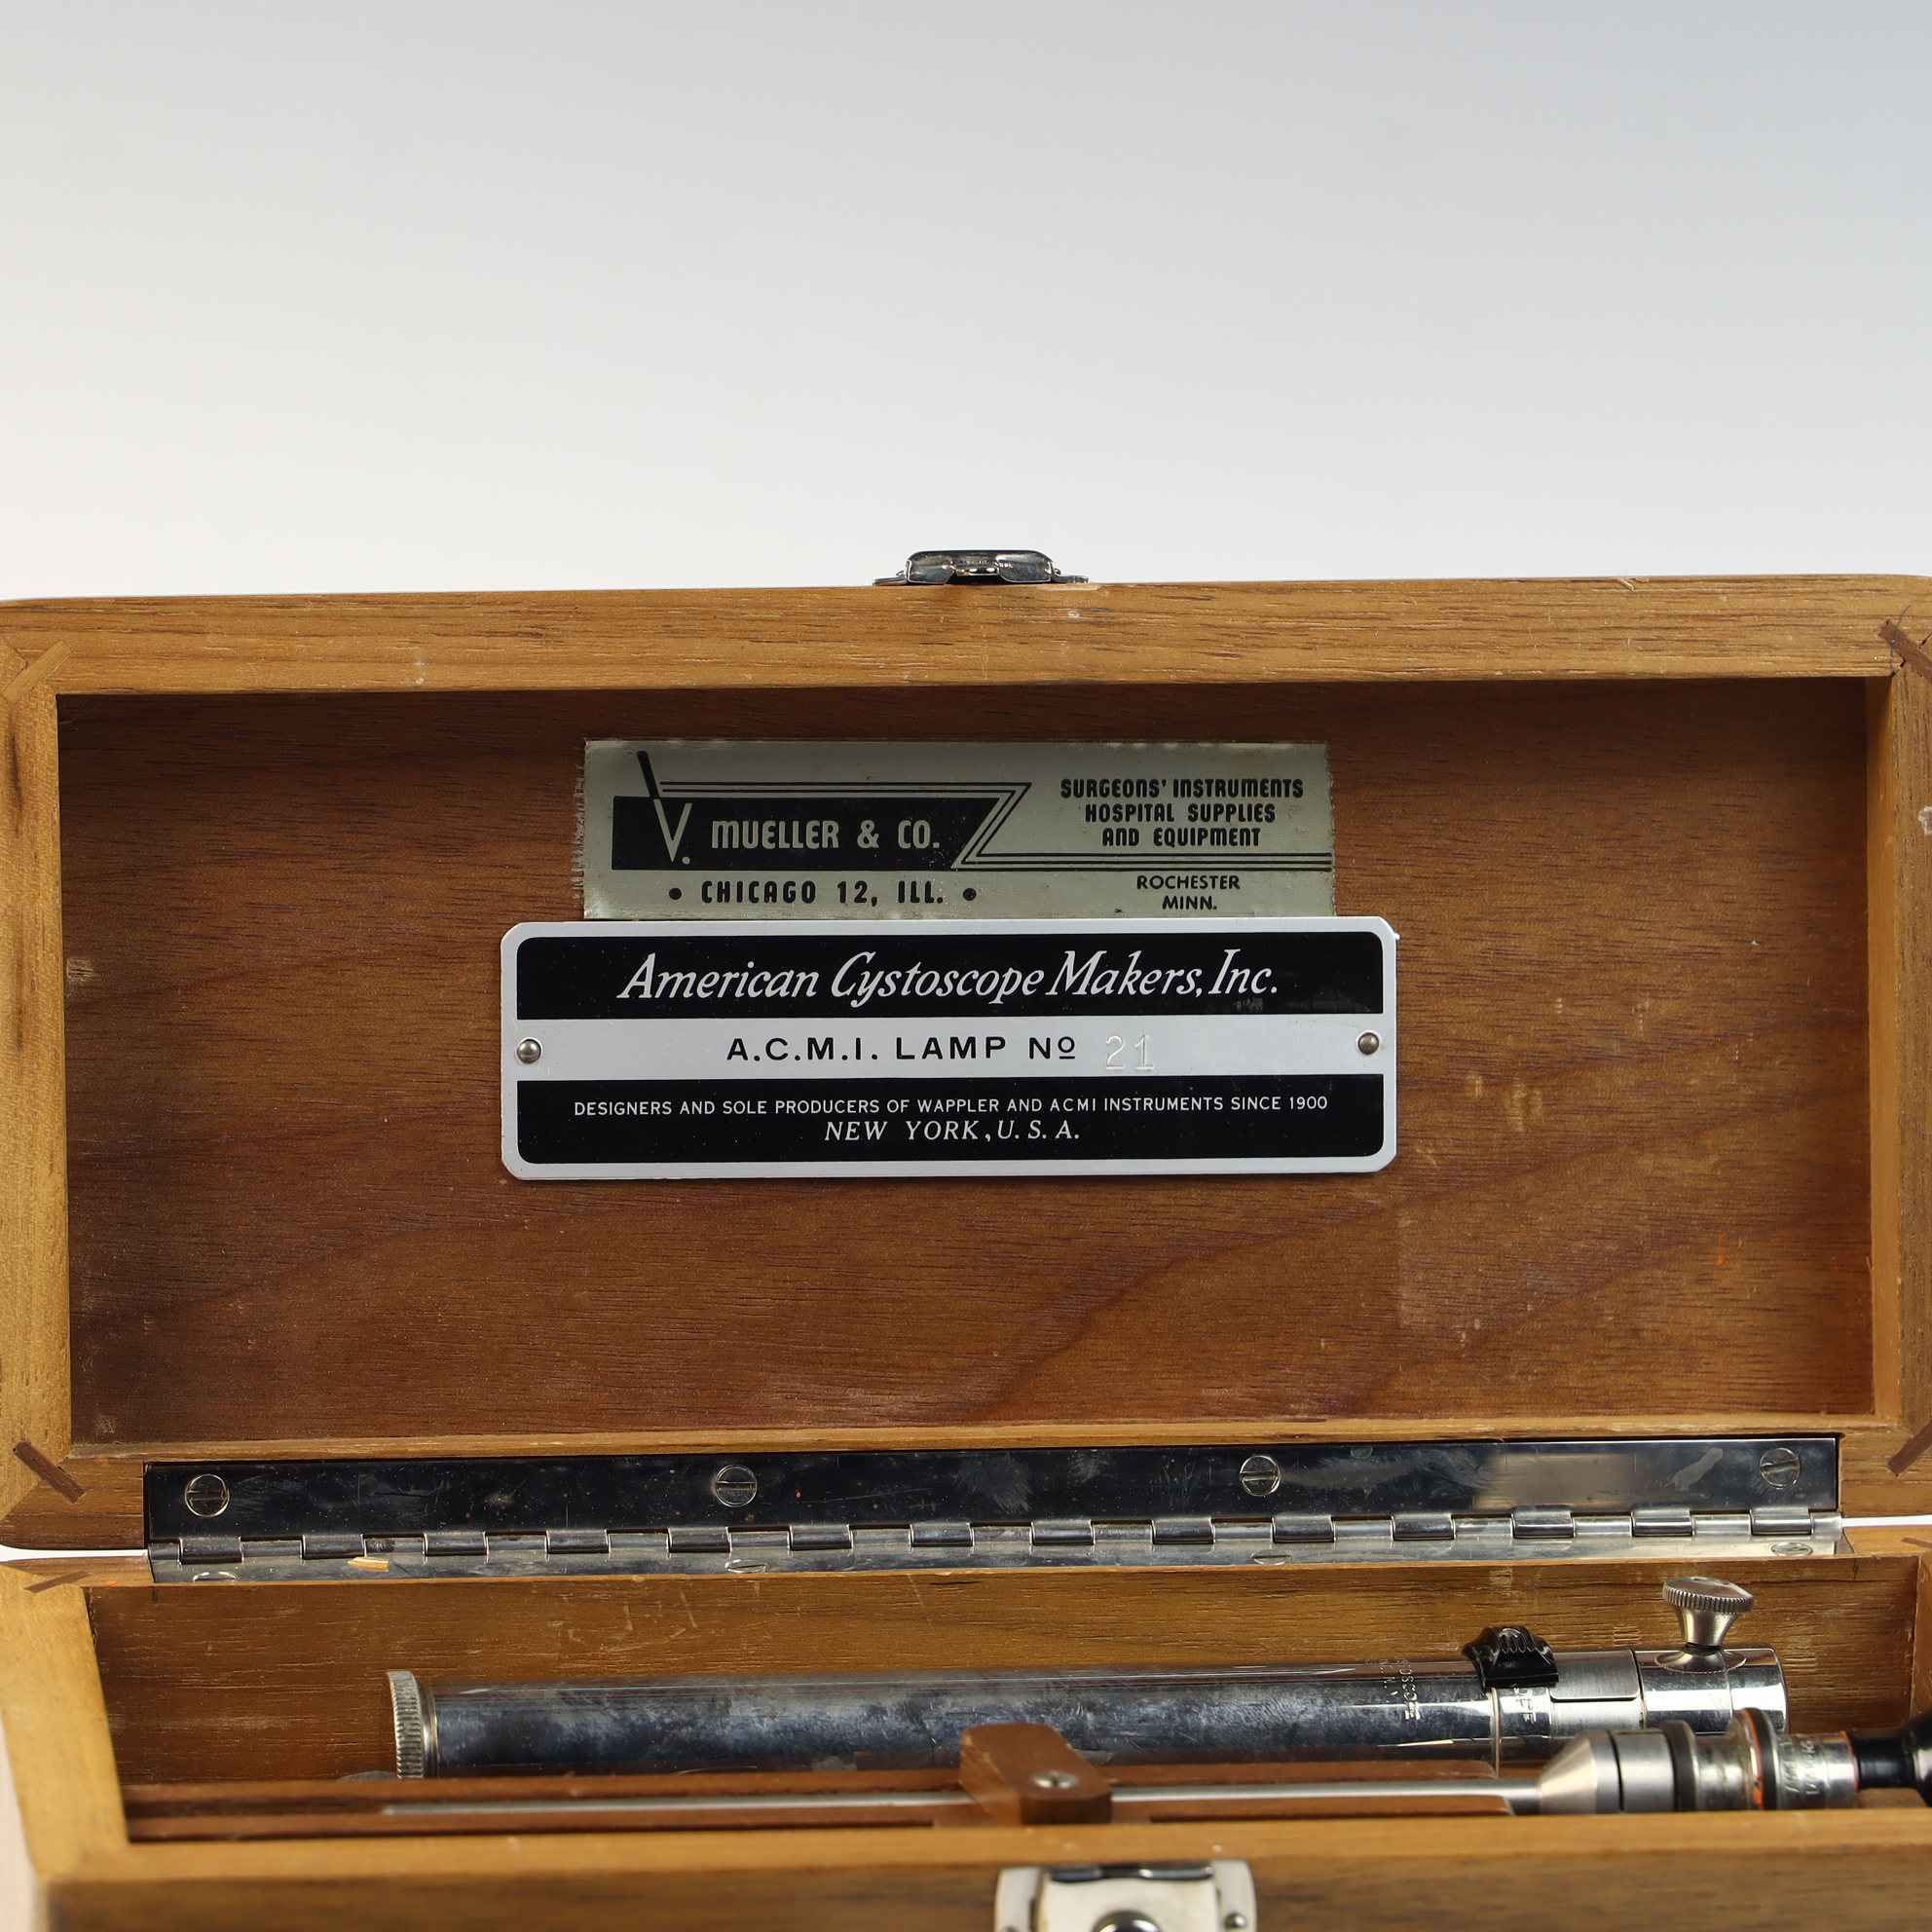 V. MUELLER & CO.
• CHICAGO 12, ILL. •
SURGEONS' INSTRUMENTS
HOSPITAL SUPPLIES
AND EQUIPMENT
ROCHESTER
MINN.
American Cystoscope Makers, Inc.
A.C.M.I. LAMP Nº 21
DESIGNERS AND SOLE PRODUCERS OF WAPPLER AND ACMI INSTRUMENTS SINCE 1900
NEW YORK, U.S.A.
OFF